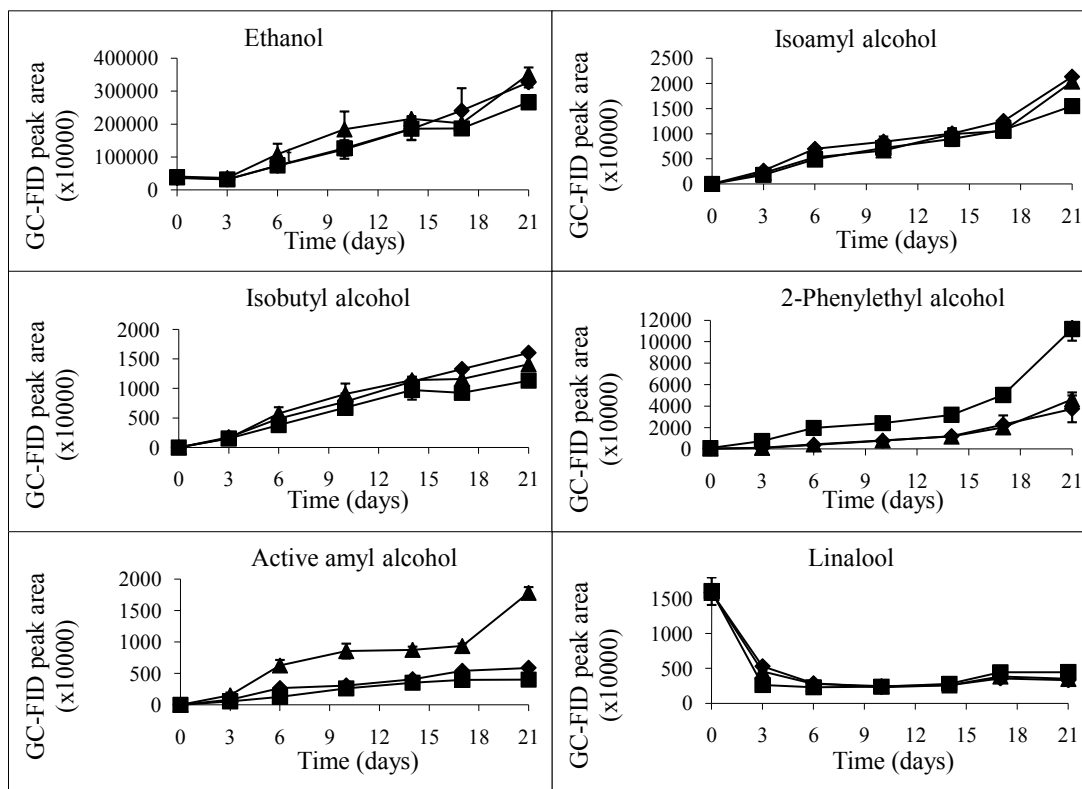 Ethanol
GC-FID peak area
(x10000)
400000
300000
200000
100000
0
0 3 6 9 12 15 18 21
Time (days)
Isoamyl alcohol
GC-FID peak area
(x10000)
2500
2000
1500
1000
500
0
0 3 6 9 12 15 18 21
Time (days)
Isobutyl alcohol
GC-FID peak area
(x10000)
2000
1500
1000
500
0
0 3 6 9 12 15 18 21
Time (days)
2-Phenylethyl alcohol
GC-FID peak area
(x10000)
12000
10000
8000
6000
4000
2000
0
0 3 6 9 12 15 18 21
Time (days)
Active amyl alcohol
GC-FID peak area
(x10000)
2000
1500
1000
500
0
0 3 6 9 12 15 18 21
Time (days)
Linalool
GC-FID peak area
(x10000)
1500
1000
500
0
0 3 6 9 12 15 18 21
Time (days)